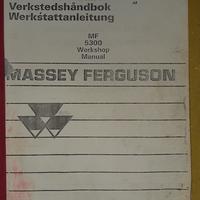 Verkstedshåndbok
Werkstattanleitung
MF
5300
Workshop
Manual
MASSEY FERGUSON